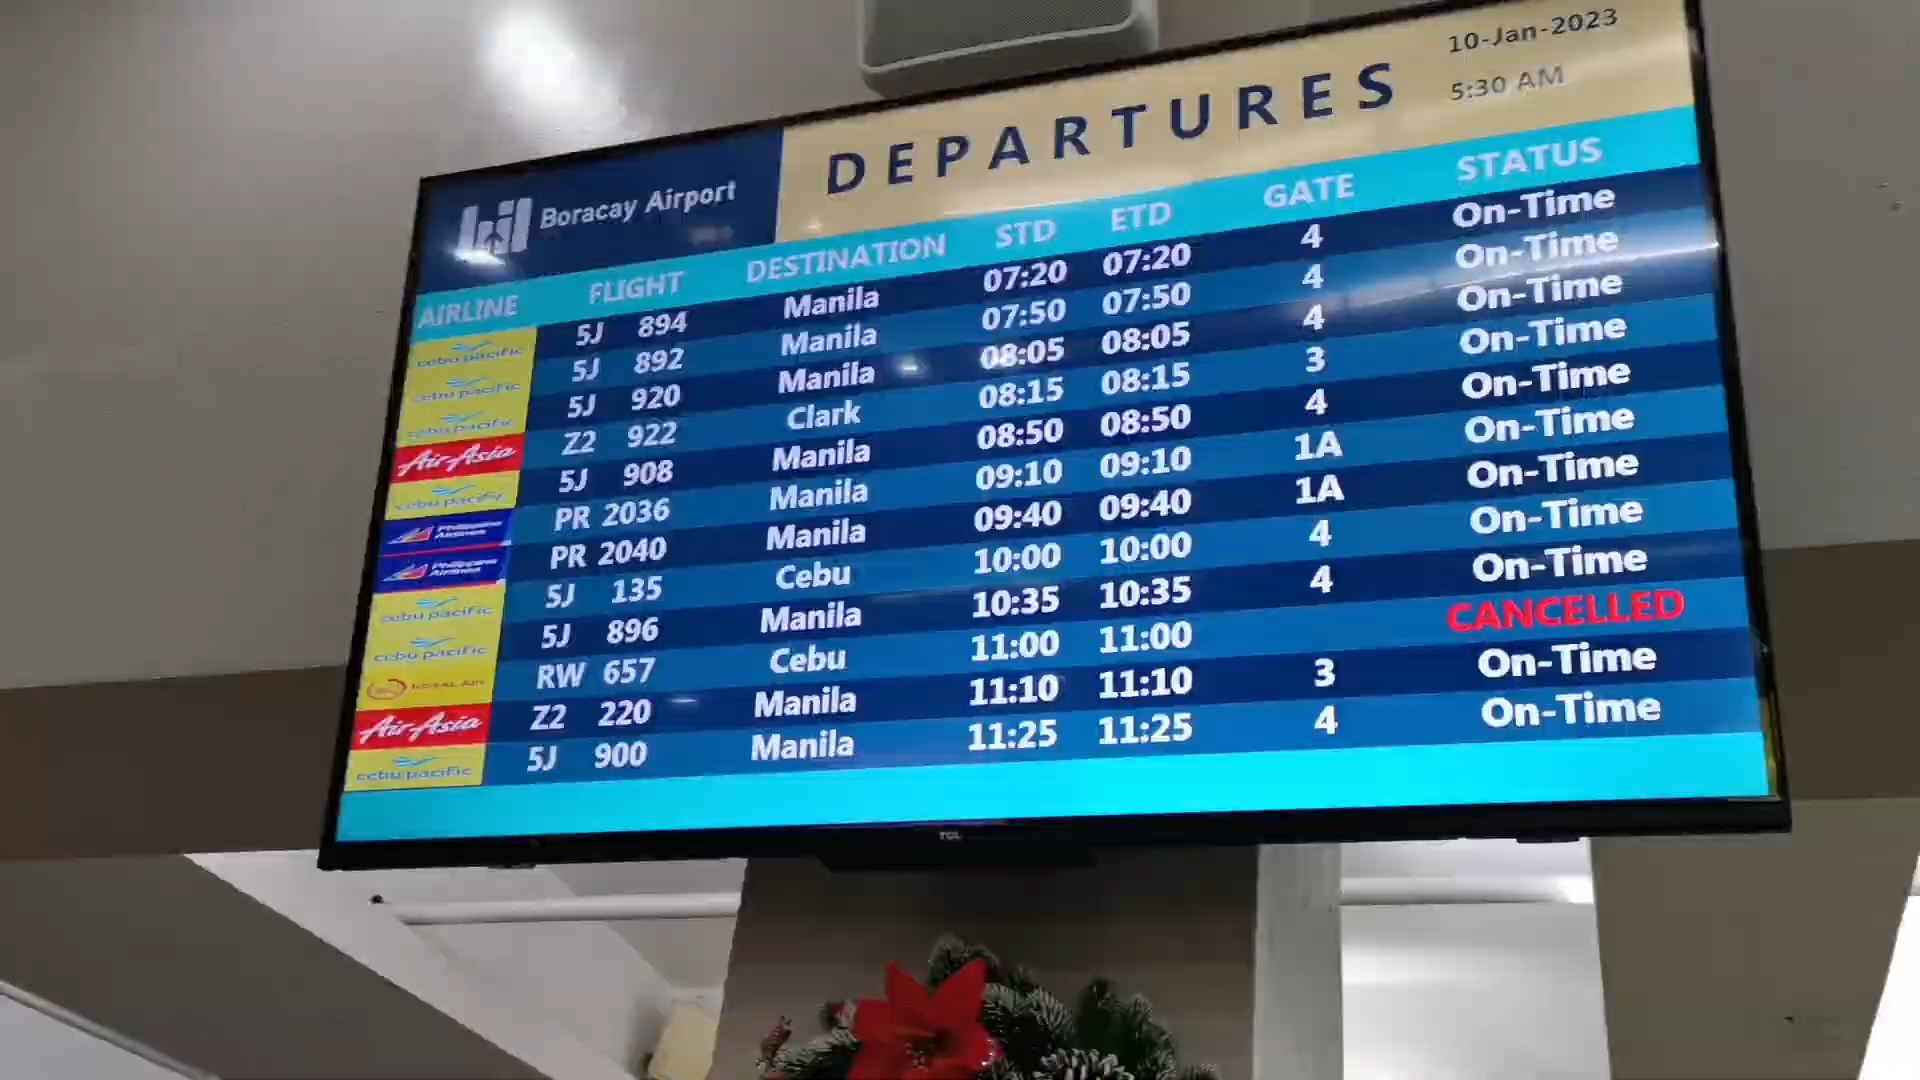 Boracay Airport
DEPARTURES
10-Jan-2023
5:30 AM
AIRLINE FLIGHT DESTINATION STD ETD GATE STATUS
cebu pacific 5J 894 Manila 07:20 07:20 4 On-Time
cebu pacific 5J 892 Manila 07:50 07:50 4 On-Time
cebu pacific 5J 920 Manila 08:05 08:05 4 On-Time
AirAsia Z2 922 Clark 08:15 08:15 3 On-Time
cebu pacific 5J 908 Manila 08:50 08:50 4 On-Time
Philippine Airlines PR 2036 Manila 09:10 09:10 1A On-Time
Philippine Airlines PR 2040 Manila 09:40 09:40 1A On-Time
cebu pacific 5J 135 Cebu 10:00 10:00 4 On-Time
cebu pacific 5J 896 Manila 10:35 10:35 4 On-Time
RW 657 Cebu 11:00 11:00 CANCELLED
AirAsia Z2 220 Manila 11:10 11:10 3 On-Time
cebu pacific 5J 900 Manila 11:25 11:25 4 On-Time
TCL